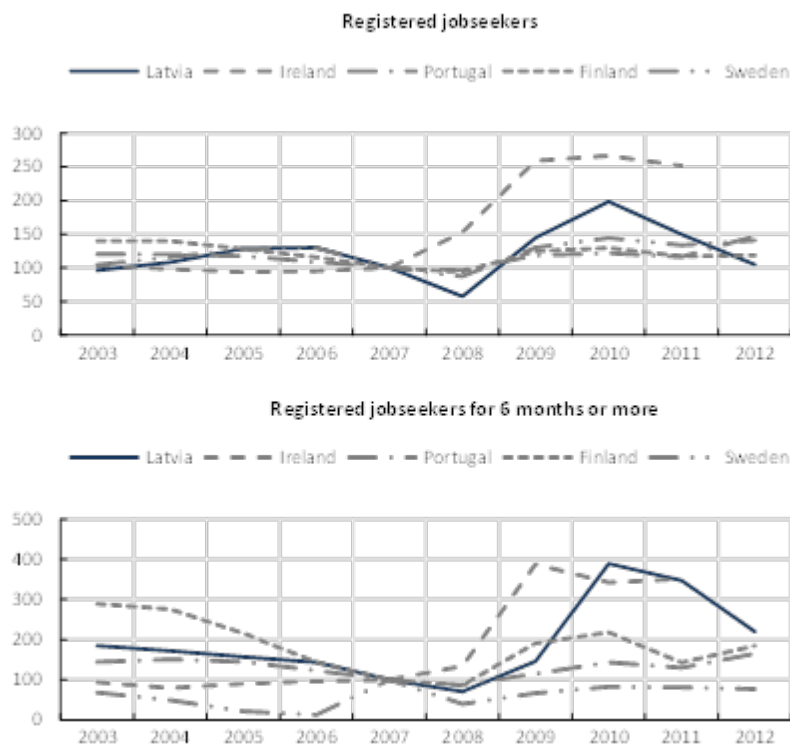 Registered jobseekers
Latvia Ireland Portugal Finland Sweden
300
250
200
150
100
50
0
2003 2004 2005 2006 2007 2008 2009 2010 2011 2012
Registered jobseekers for 6 months or more
Latvia Ireland Portugal Finland Sweden
500
400
300
200
100
0
2003 2004 2005 2006 2007 2008 2009 2010 2011 2012